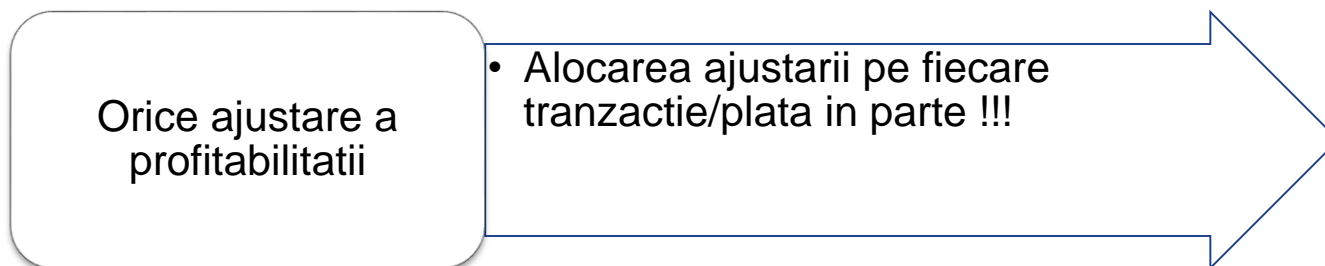 Orice ajustare a
profitabilitatii
• Alocarea ajustarii pe fiecare
tranzactie/plata in parte !!!